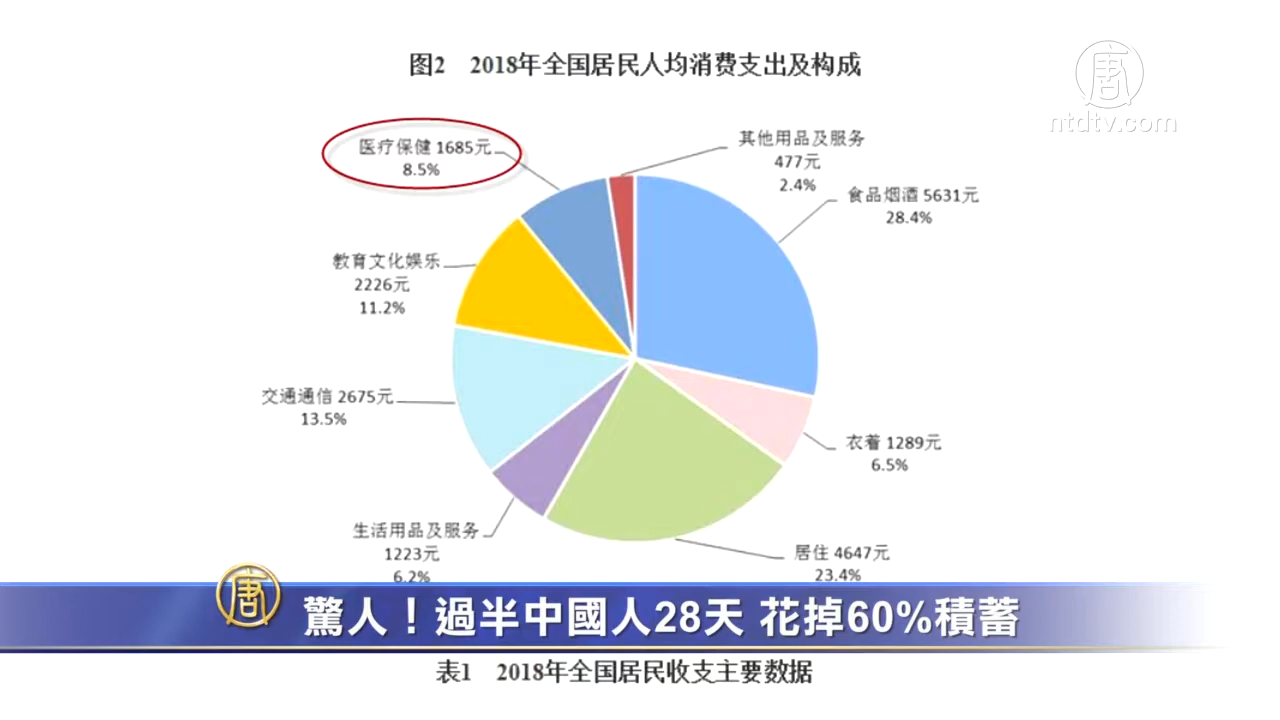 图2 2018年全国居民人均消费支出及构成
唐
ntdtv.com
医疗保健 1685元
8.5%
其他用品及服务
477元
2.4%
食品烟酒 5631元
28.4%
教育文化娱乐
2226元
11.2%
交通通信 2675元
13.5%
衣着 1289元
6.5%
生活用品及服务
1223元
6.2%
居住 4647元
23.4%
唐
驚人！過半中國人28天 花掉60%積蓄
表1 2018年全国居民收支主要数据